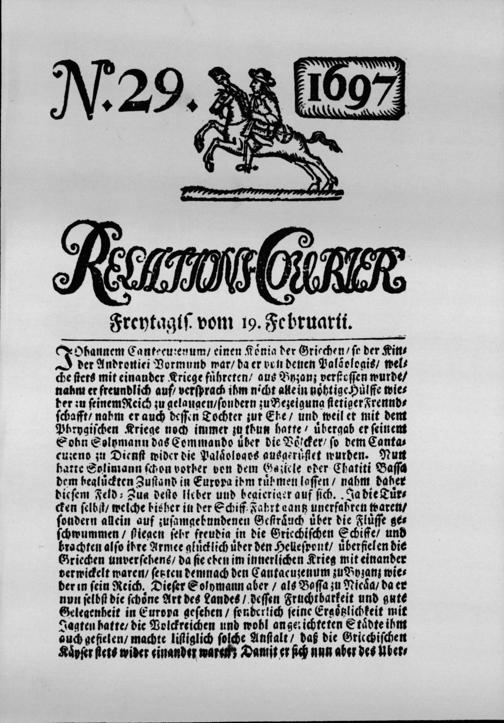 N. 29.
1697
RELATIONS-COURIER
Freytagis. vom 19. Februarii.
JOhannem Cantacuzenum / einen König der Griechen / so der Kin-
der Andronici Vormund war / da er von denen Paläologis / wel-
che stets mit einander Kriege führeten / aus Byzanz verstossen wurde /
nahm er freundlich auf / versprach ihm nicht allein nöhtige Hülffe wie-
der zu seinem Reich zu gelangen / sondern zu Bezeigung stetiger Freund-
schafft / nahm er auch dessen Tochter zur Ehe / und weil er mit dem
Phrygischen Kriege noch immer zu thun hatte / übergab er seinem
Sohn Solymann das Commando über die Völcker / so dem Canta-
cuzeno zu Dienst wider die Paläologos ausgerüstet wurden. Nun
hatte Solimann schon vorher von dem Gaziele oder Chatiti Bassa
dem beglückten Zustand in Europa ihm rühmen lassen / nahm daher
diesem Feld-Zug desto lieber und begieriger auf sich. Ja die Tür-
cken selbst / welche bisher in der Schiff-Fahrt gantz unerfahren waren /
sondern allein auf zusamgebundenen Gesträuch über die Flüsse ge-
schwummen / stiegen sehr freudig in die Griechischen Schiffe / und
brachten also ihre Armee glücklich über den Hellespont / überfielen die
Griechen unversehens / da sie eben im innerlichen Krieg mit einander
verwickelt waren / setzten demnach den Cantacuzenum zu Byzanz wie-
der in sein Reich. Dieser Solymann aber / als Bassa zu Nicäa / da er
nun selbst die schöne Art des Landes / dessen Fruchtbarkeit und gute
Gelegenheit in Europa gesehen / sonderlich seine Ergötzlichkeit mit
Jagten hatte / die Volckreichen und wohl angerichteten Städte ihm
auch gefielen / machte listiglich solche Anstalt / daß die Griechischen
Käyser stets wider einander waren; Damit er sich nun aber des Uber-